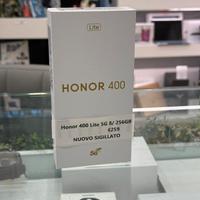 Lite
HONOR 400
Honor 400 Lite 5G 8/ 256GB
€259
NUOVO SIGILLATO
5G